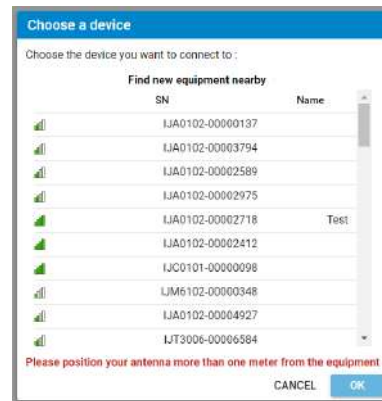 Choose a device
Choose the device you want to connect to :
Find new equipment nearby
SN Name
IJA0102-00000137
IJA0102-00003794
IJA0102-00002589
IJA0102-00002975
IJA0102-00002718 Test
IJA0102-00002412
IJC0101-00000098
IJM6102-00000348
IJA0102-00004927
IJT3006-00006584
Please position your antenna more than one meter from the equipment
CANCEL OK